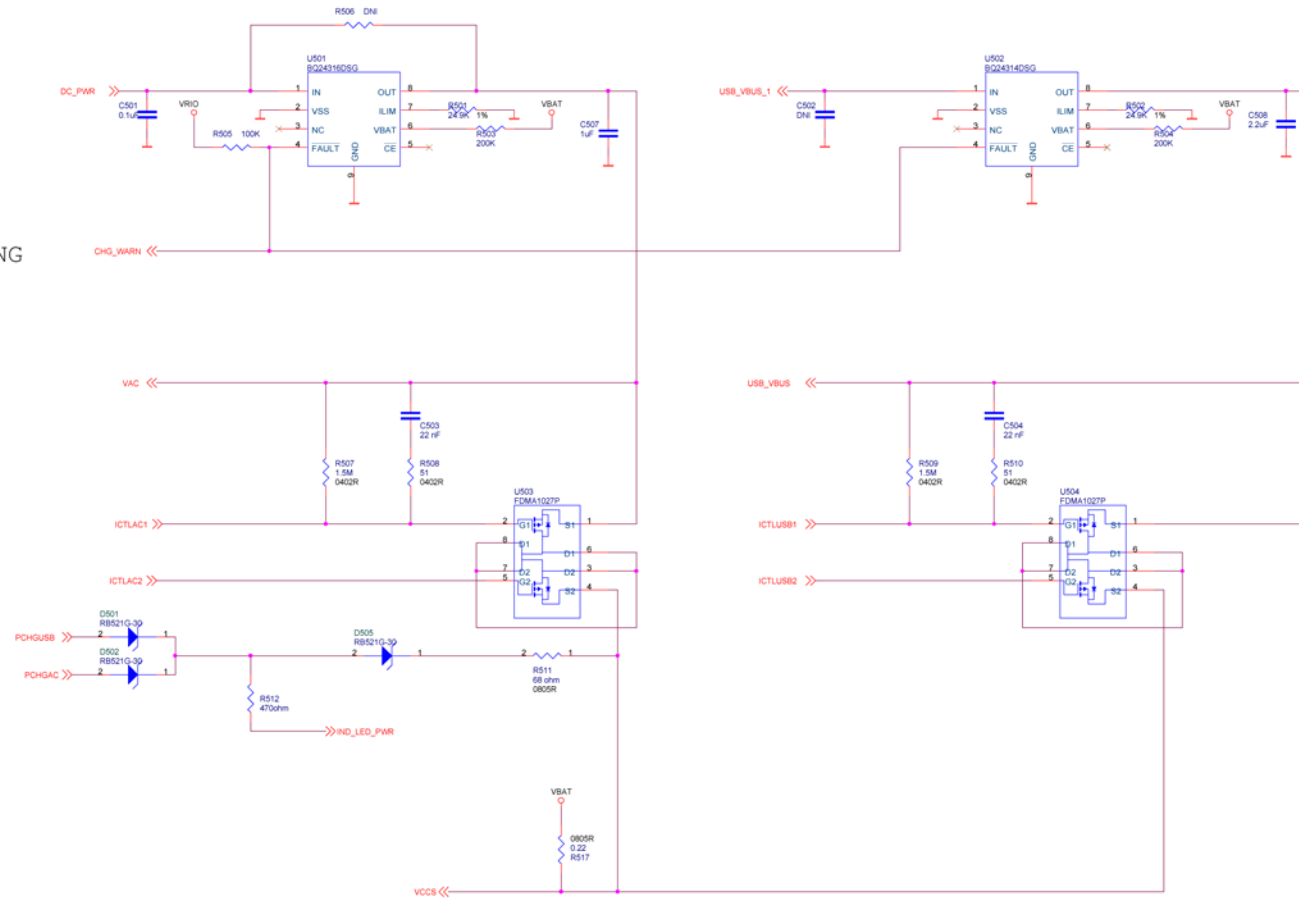 R506 DNI
U501
BQ24316DSG
DC_PWR
1 IN OUT 8
C501
0.1uF
VRIO
2 VSS ILIM 7
R501
24.9K 1%
VBAT
3 NC VBAT 6
R503
200K
C507
1uF
R505 100K
4 FAULT GND CE 5
9
U502
BQ24314DSG
USB_VBUS_1
1 IN OUT 8
C502
DNI
2 VSS ILIM 7
R502
24.9K 1%
VBAT
3 NC VBAT 6
R504
200K
C508
2.2uF
4 FAULT GND CE 5
9
NG
CHG_WARN
VAC
C503
22 nF
R507
1.5M
0402R
R508
51
0402R
U503
FDMA1027P
ICTLAC1
2 G1 S1 1
8 D1
D1 6
7 D2 D2 3
ICTLAC2
5 G2
S2 4
USB_VBUS
C504
22 nF
R509
1.5M
0402R
R510
51
0402R
U504
FDMA1027P
ICTLUSB1
2 G1 S1 1
8 D1
D1 6
7 D2 D2 3
ICTLUSB2
5 G2
S2 4
D501
RB521G-30
PCHGUSB
2 1
D502
RB521G-30
PCHGAC
2 1
D505
RB521G-30
2 1
2 1
R511
68 ohm
0805R
R512
470ohm
IND_LED_PWR
VBAT
0805R
0.22
R517
VCCS